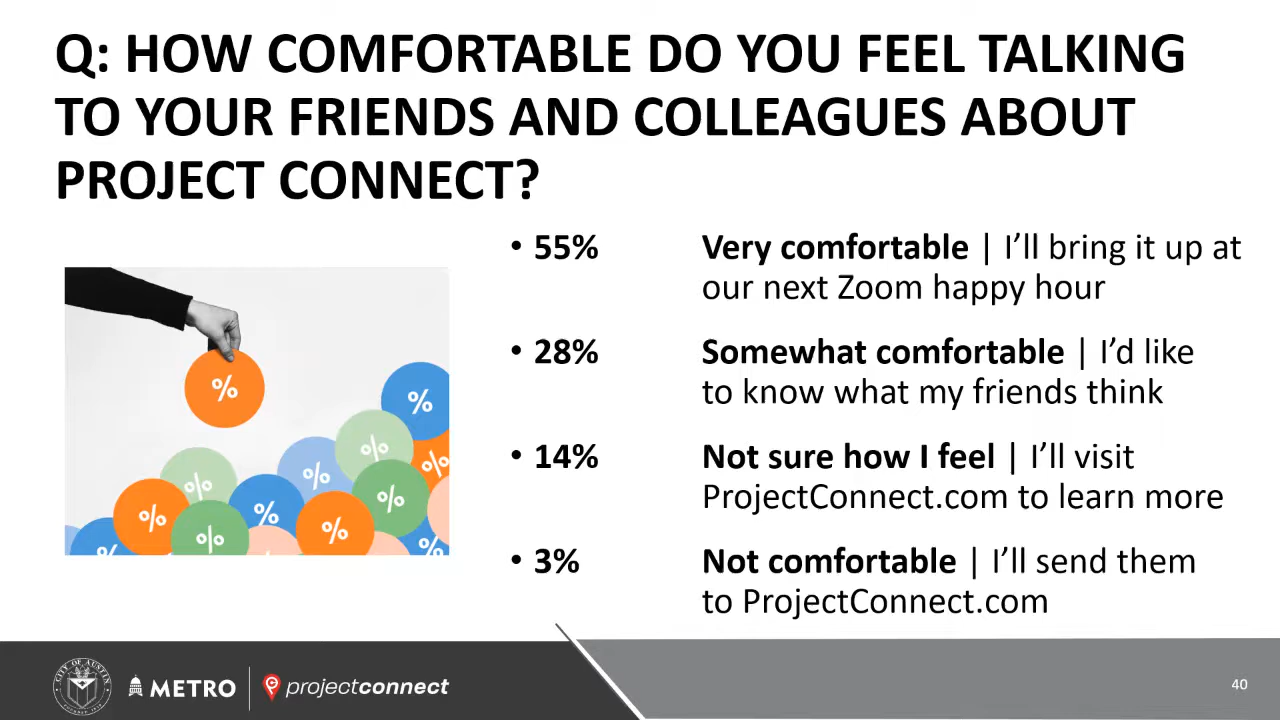 Q: HOW COMFORTABLE DO YOU FEEL TALKING
TO YOUR FRIENDS AND COLLEAGUES ABOUT
PROJECT CONNECT?
• 55% Very comfortable | I’ll bring it up at
our next Zoom happy hour
• 28% Somewhat comfortable | I’d like
to know what my friends think
• 14% Not sure how I feel | I’ll visit
ProjectConnect.com to learn more
• 3% Not comfortable | I’ll send them
to ProjectConnect.com
%
%
%
%
%
%
%
%
%
%
%
%
%
CITY OF AUSTIN
METRO
projectconnect
40